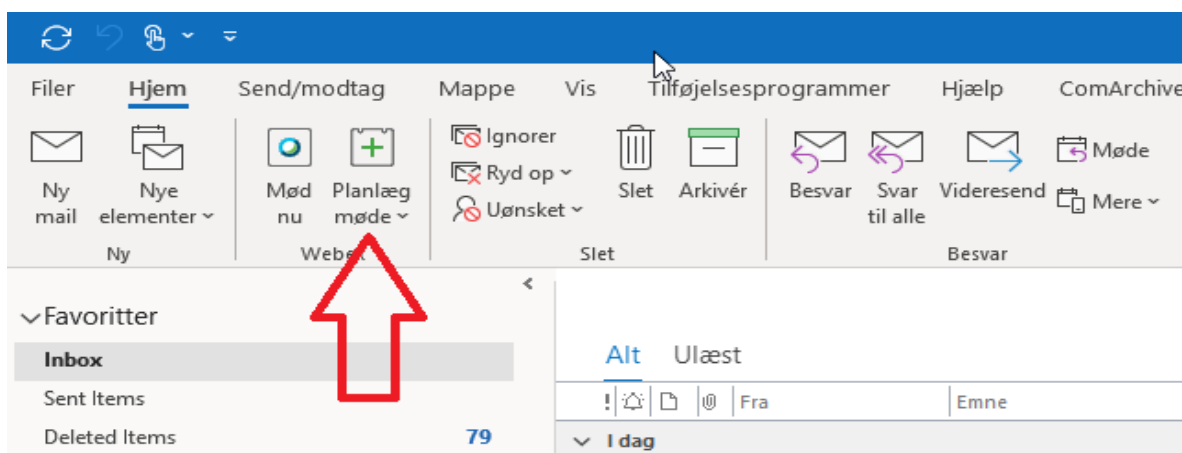 Filer Hjem Send/modtag Mappe Vis Tilføjelsesprogrammer Hjælp ComArchive
Ny mail
Nye elementer
Mød nu
Planlæg møde
Ignorer
Ryd op
Uønsket
Slet
Arkivér
Besvar
Svar til alle
Videresend
Møde
Mere
Ny
Slet
Besvar
Favoritter
Inbox
Sent Items
Deleted Items 79
Alt Ulæst
! Fra Emne
I dag